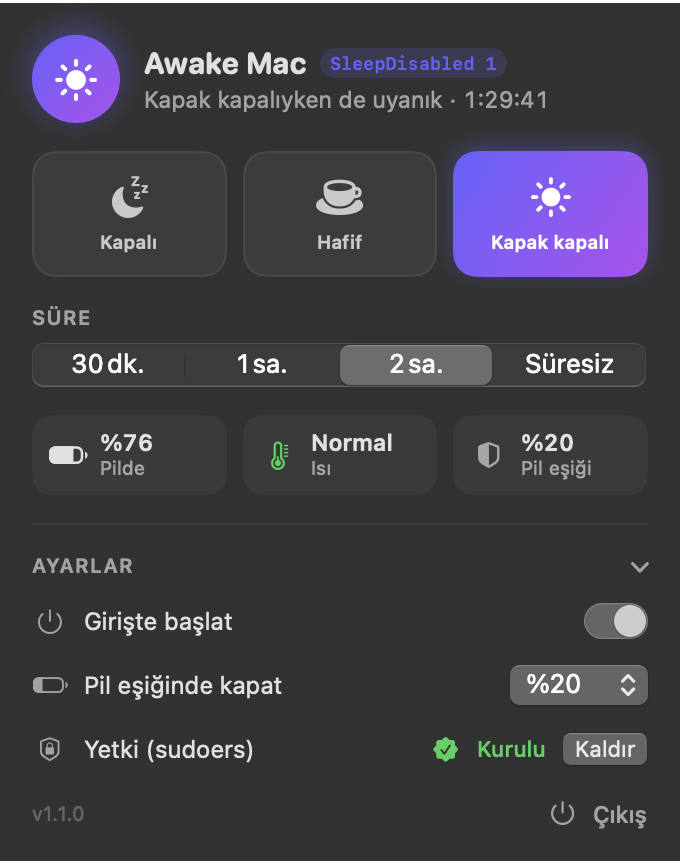 Awake Mac SleepDisabled 1
Kapak kapalıyken de uyanık · 1:29:41
Kapalı
Hafif
Kapak kapalı
SÜRE
30 dk. 1 sa. 2 sa. Süresiz
%76
Pilde
Normal
Isı
%20
Pil eşiği
AYARLAR
Girişte başlat
Pil eşiğinde kapat %20
Yetki (sudoers) Kurulu Kaldır
v1.1.0 Çıkış